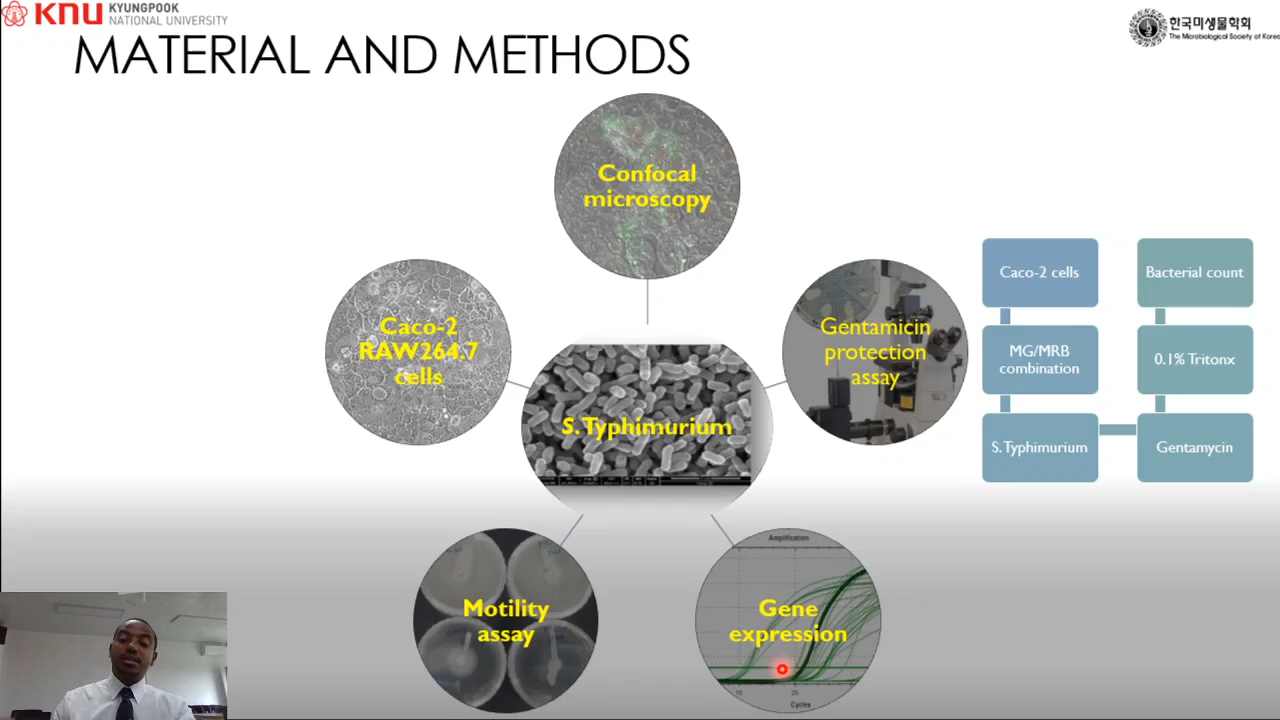 KNU KYUNGPOOK
NATIONAL UNIVERSITY
한국미생물학회
The Microbiological Society of Korea
MATERIAL AND METHODS
Confocal
microscopy
Caco-2
RAW264.7
cells
Gentamicin
protection
assay
S. Typhimurium
Motility
assay
Amplification
Gene
expression
20
Cycles
Caco-2 cells
MG/MRB
combination
S. Typhimurium
Gentamycin
0.1% Tritonx
Bacterial count